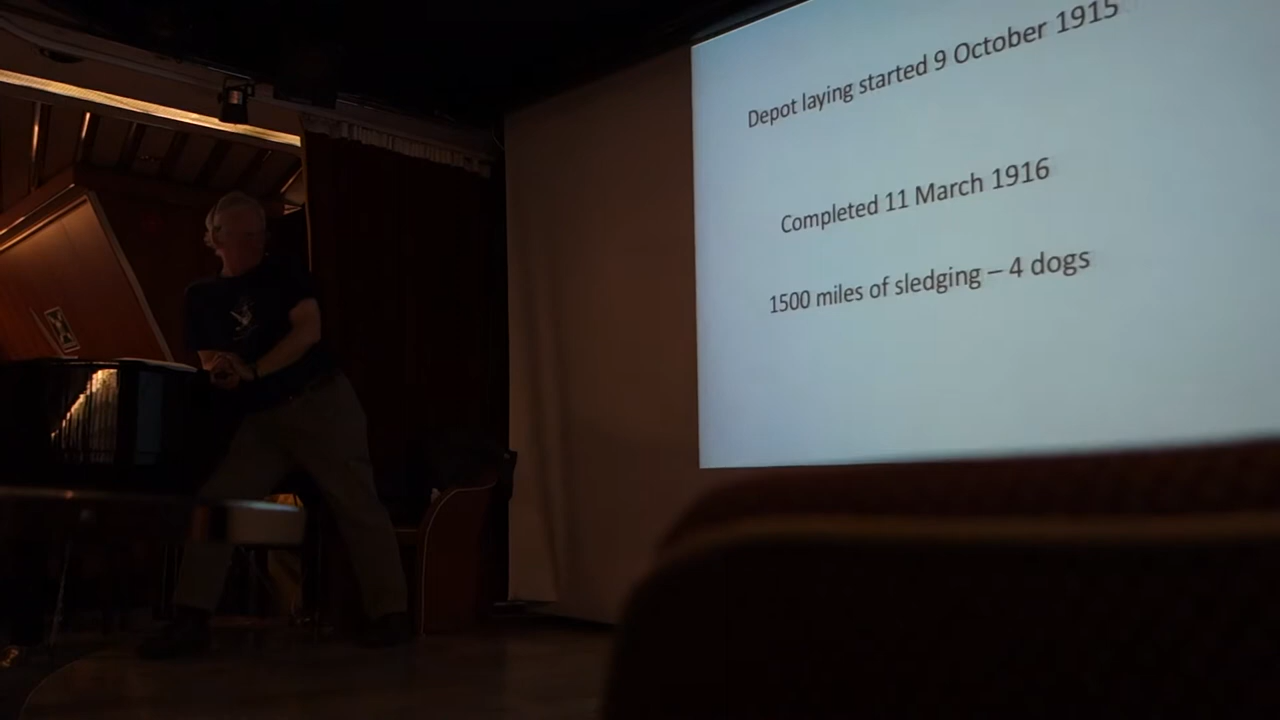 Depot laying started 9 October 1915
Completed 11 March 1916
1500 miles of sledging – 4 dogs